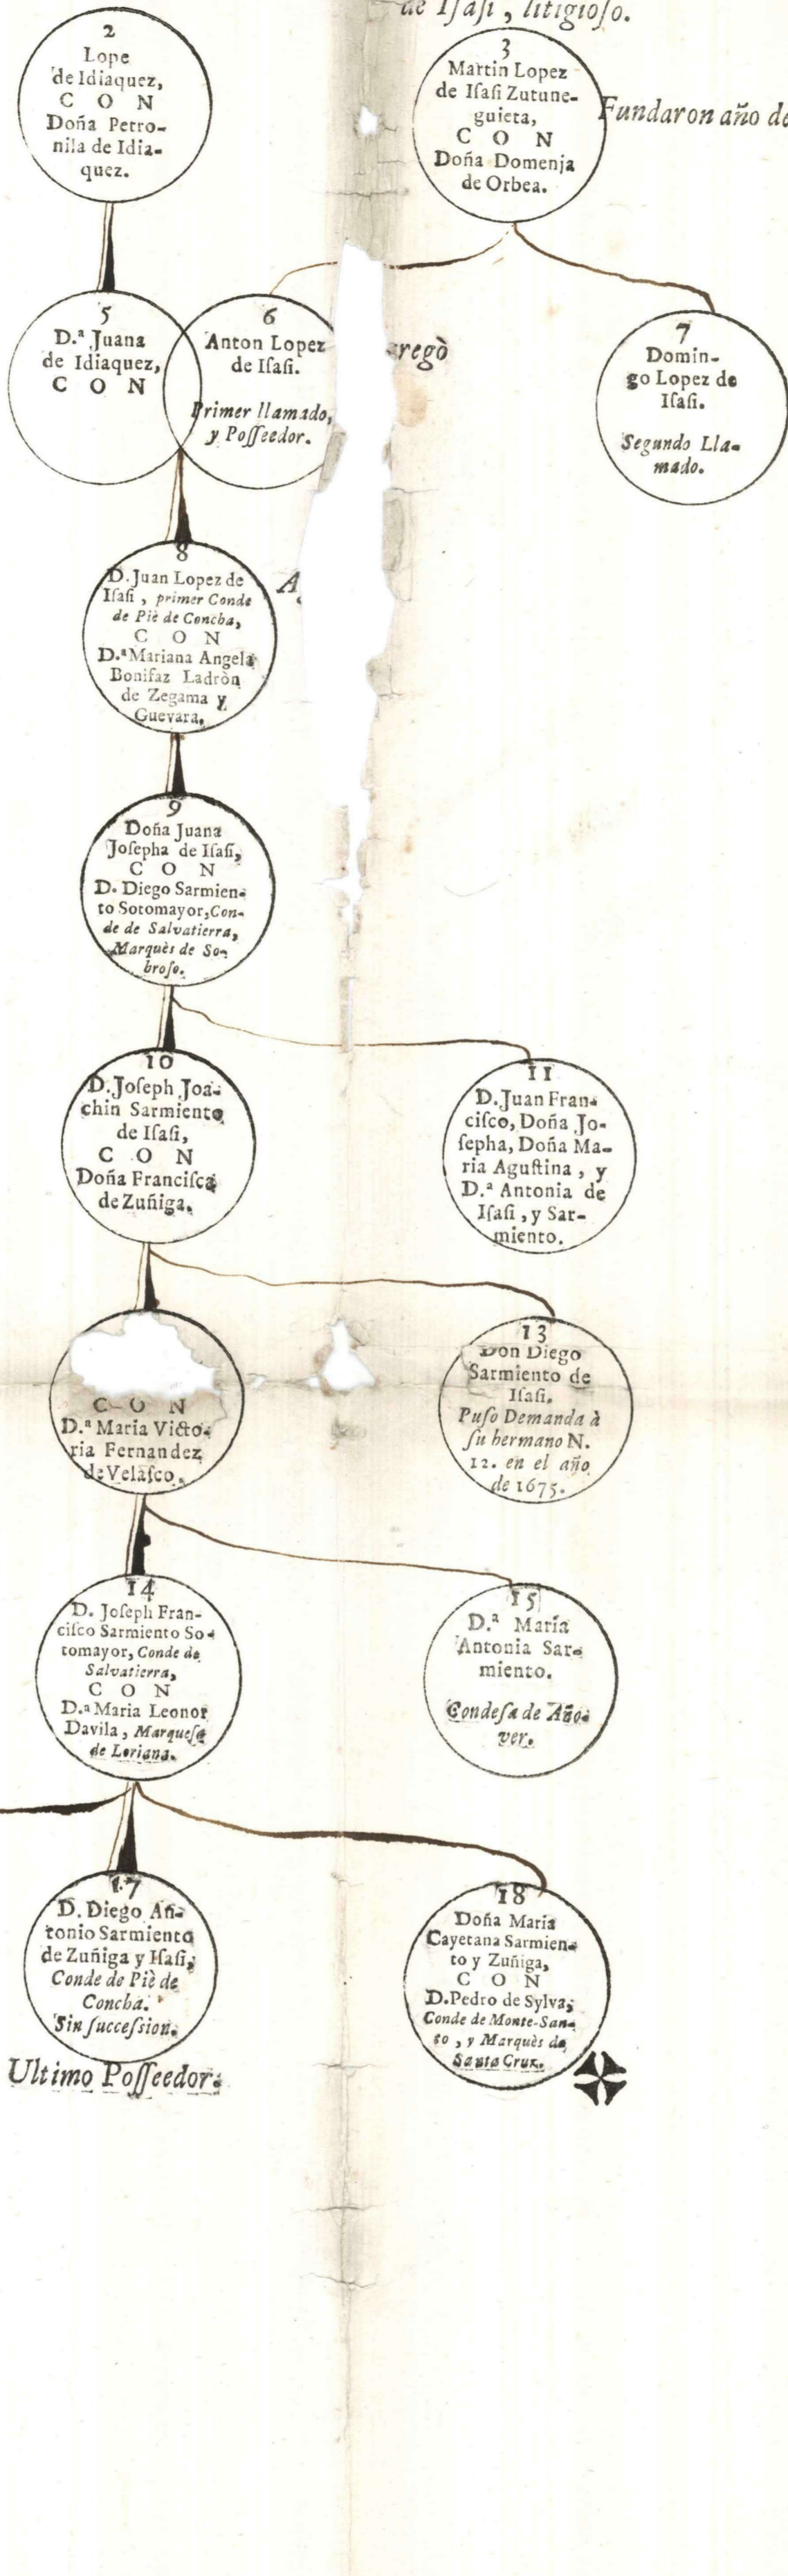 de Iſaſi, litigioſo.
2
Lope
de Idiaquez,
C O N
Doña Petro-
nila de Idia-
quez.
3
Martin Lopez
de Iſaſi Zutune-
guieta,
C O N
Doña Domenja
de Orbea.
Fundaron año de
5
D.ª Juana
de Idiaquez,
C O N
6
Anton Lopez
de Iſaſi.
Primer llamado,
y Poſſeedor.
regò
7
Domin-
go Lopez de
Iſaſi.
Segundo Lla-
mado.
8
D. Juan Lopez de
Iſaſi, primer Conde
de Piè de Concha,
C O N
D.ª Mariana Angela
Bonifaz Ladròn
de Zegama y
Guevara.
A
9
Doña Juana
Joſepha de Iſaſi,
C O N
D. Diego Sarmien-
to Sotomayor, Con-
de de Salvatierra,
Marquès de So-
broſo.
10
D. Joſeph Joa-
chin Sarmiento
de Iſaſi,
C O N
Doña Franciſca
de Zuñiga.
11
D. Juan Fran-
ciſco, Doña Jo-
ſepha, Doña Ma-
ria Aguſtina, y
D.ª Antonia de
Iſaſi, y Sar-
miento.
C O N
D.ª Maria Victo-
ria Fernandez
de Velaſco.
13
Don Diego
Sarmiento de
Iſaſi.
Puſo Demanda à
ſu hermano N.
12. en el año
de 1675.
14
D. Joſeph Fran-
ciſco Sarmiento So-
tomayor, Conde de
Salvatierra,
C O N
D.ª Maria Leonor
Davila, Marqueſa
de Loriana.
15
D.ª María
Antonia Sar-
miento.
Condeſa de Año-
ver.
17
D. Diego An-
tonio Sarmiento
de Zuñiga y Iſaſi,
Conde de Piè de
Concha.
Sin ſucceſsion.
Ultimo Poſſeedor.
18
Doña Maria
Cayetana Sarmien-
to y Zuñiga,
C O N
D. Pedro de Sylva,
Conde de Monte-San-
to, y Marquès de
Santa Cruz.